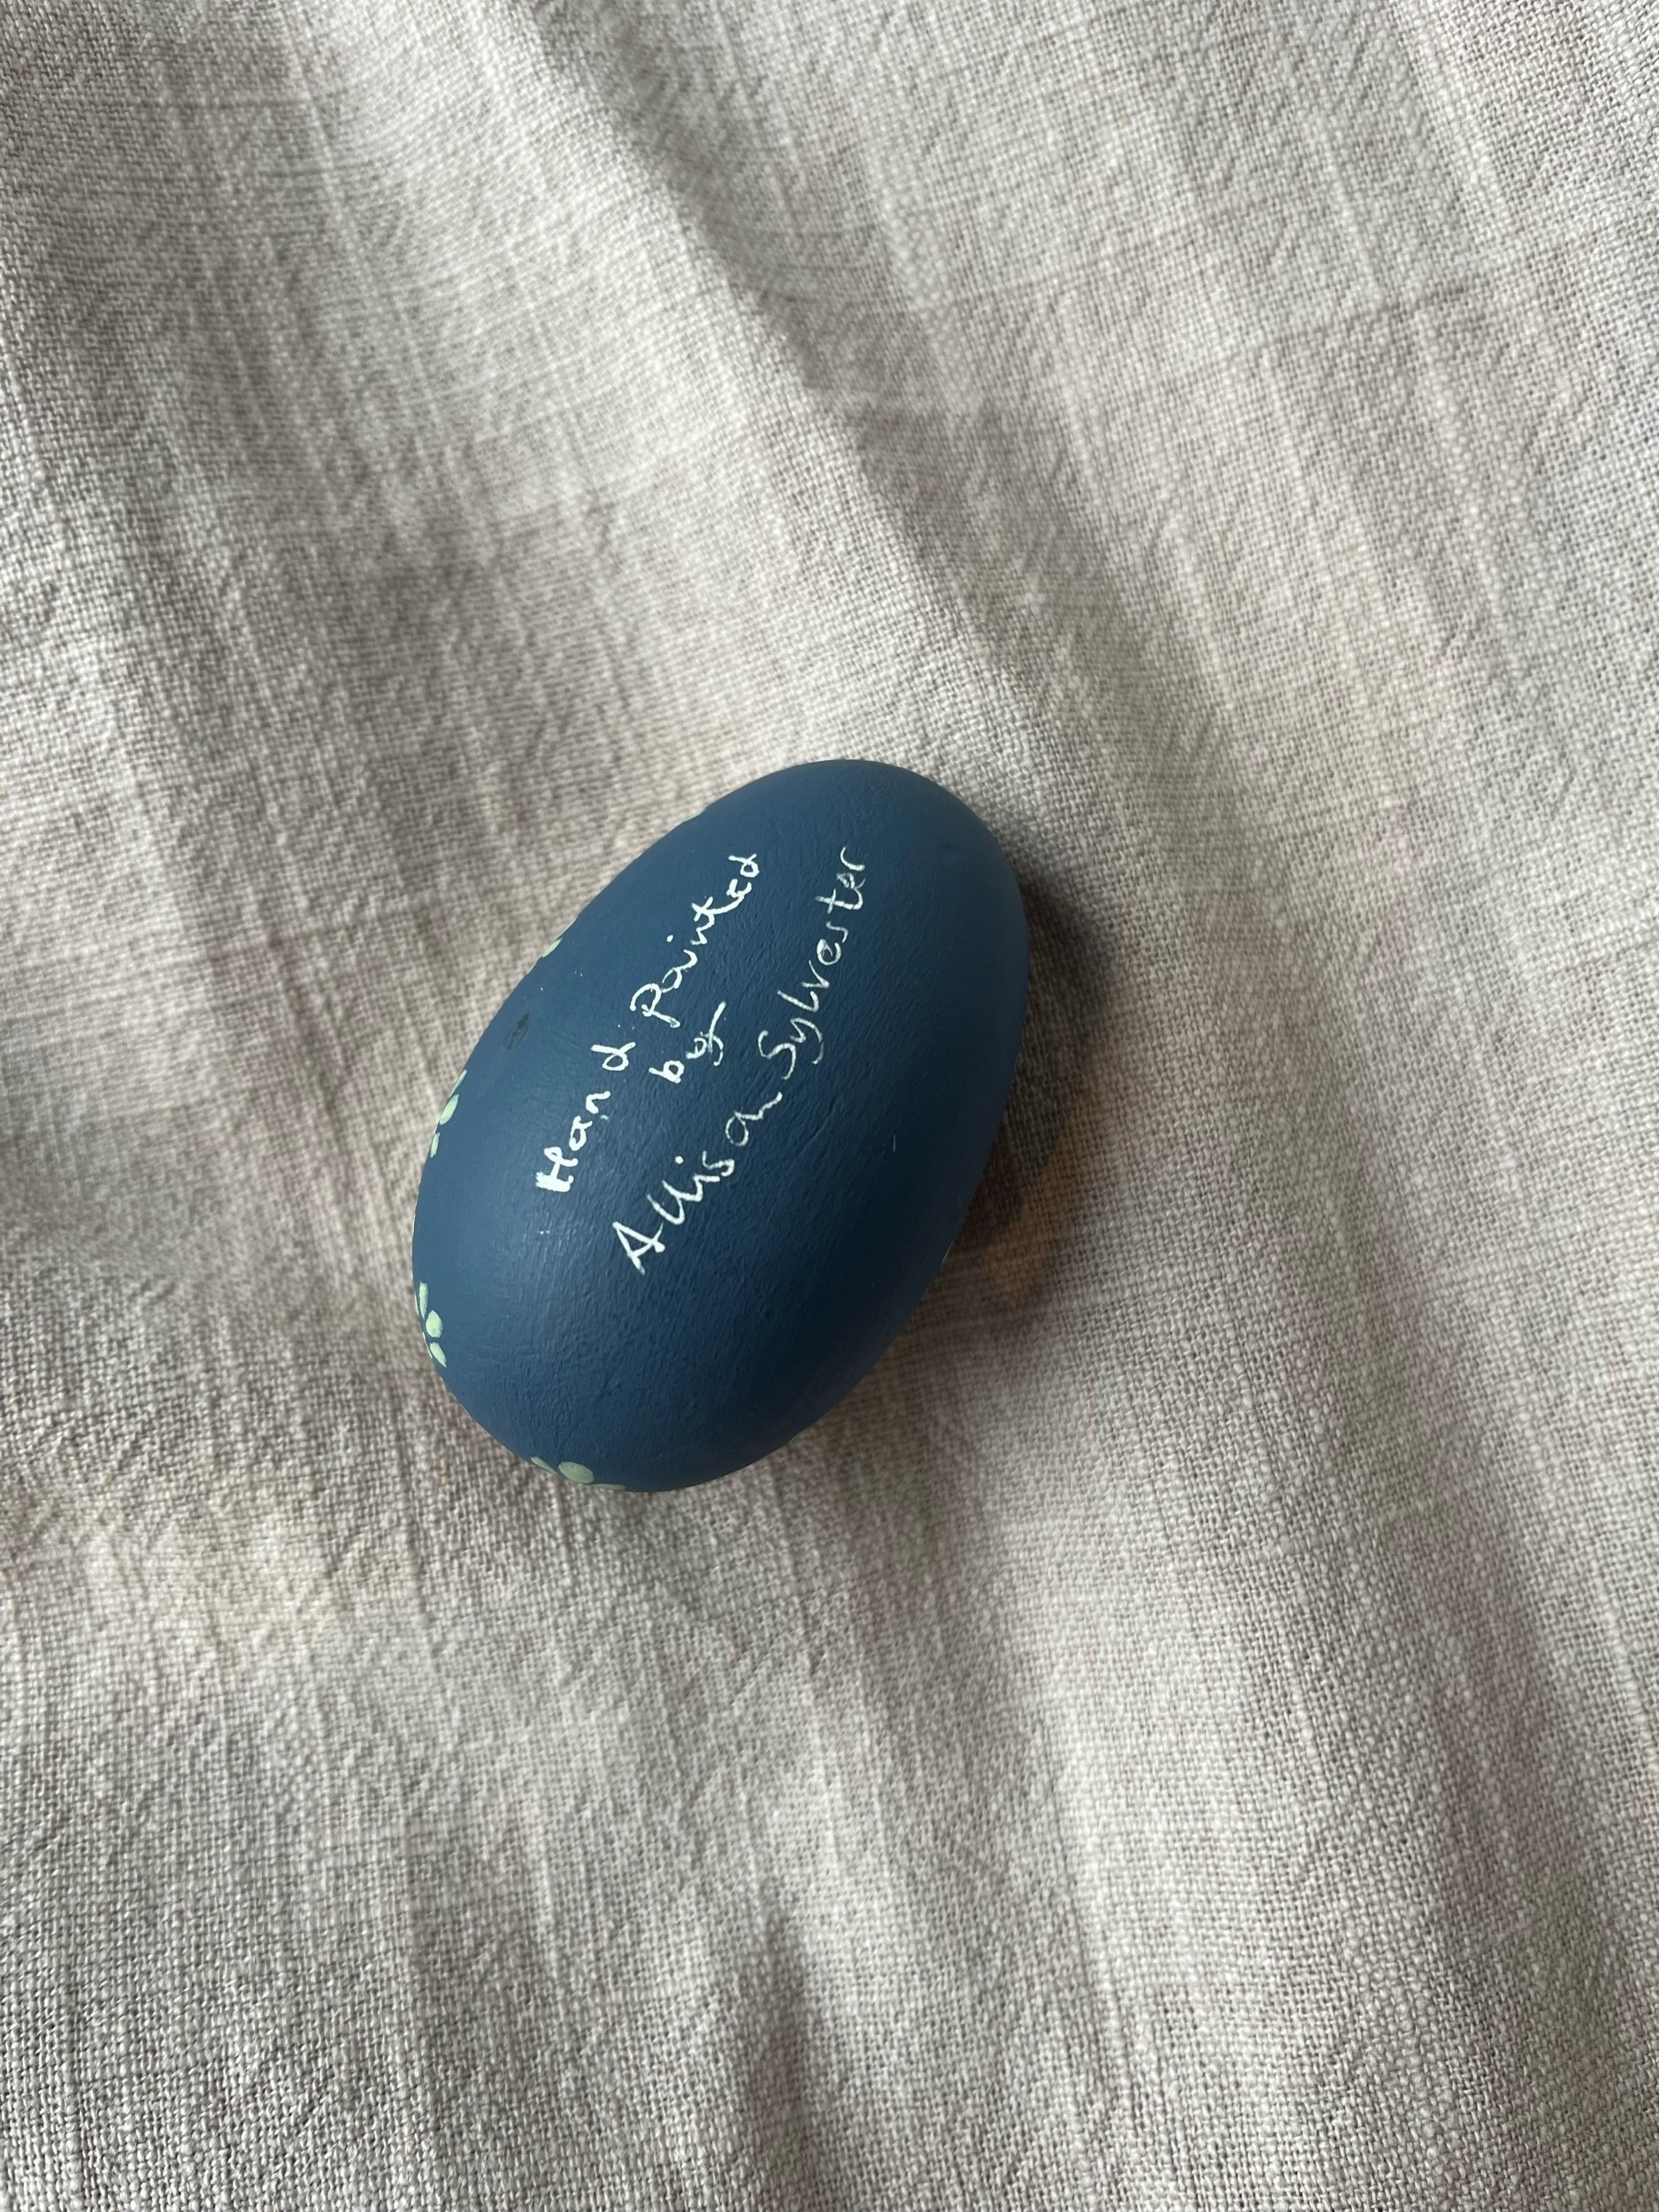 Hand painted
by
Allison Sylvester